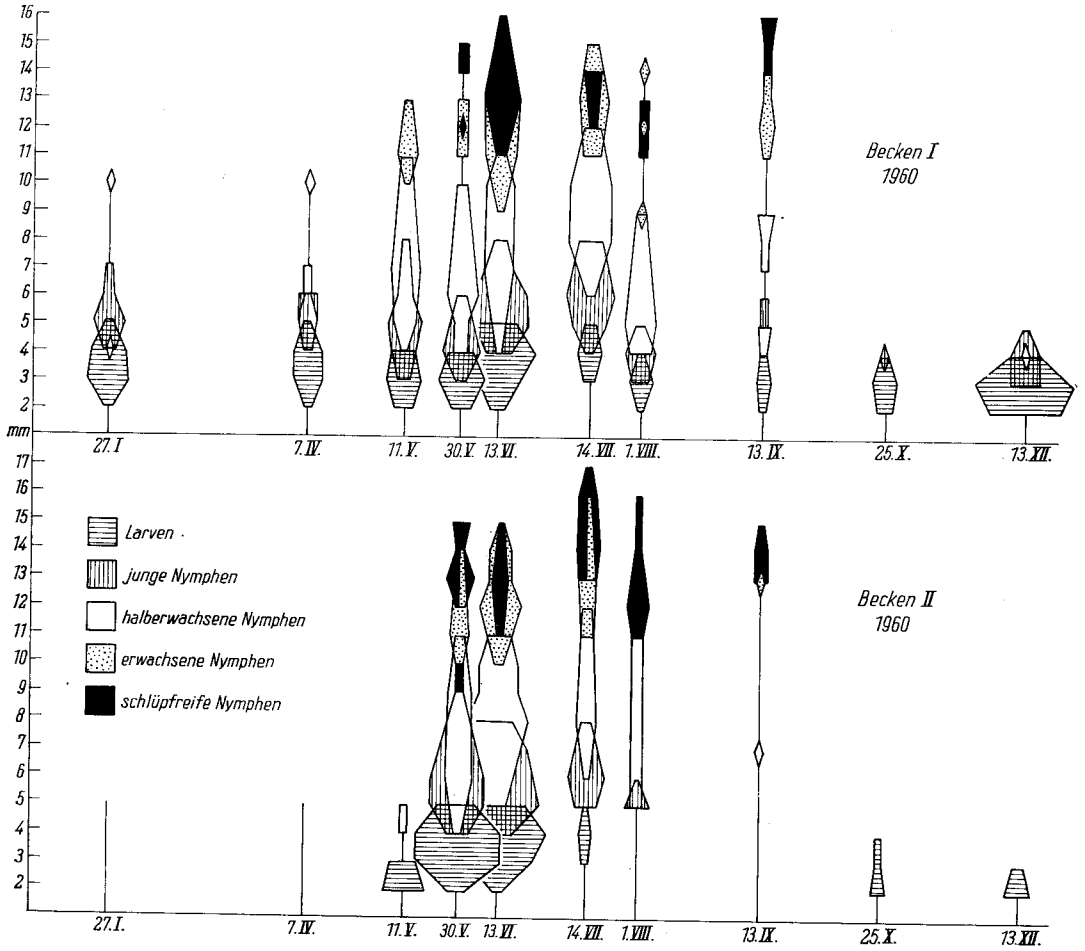 16
15
14
13
12
11
10
9
8
7
6
5
4
3
2
mm
Becken I
1960
27. I
7. IV.
11. V.
30. V.
13. VI.
14. VII.
1. VIII.
13. IX.
25. X.
13. XII.
17
16
15
14
13
12
11
10
9
8
7
6
5
4
3
2
Larven
junge Nymphen
halberwachsene Nymphen
erwachsene Nymphen
schlüpfreife Nymphen
Becken II
1960
27. I.
7. IV.
11. V.
30. V.
13. VI.
14. VII.
1. VIII.
13. IX.
25. X.
13. XII.